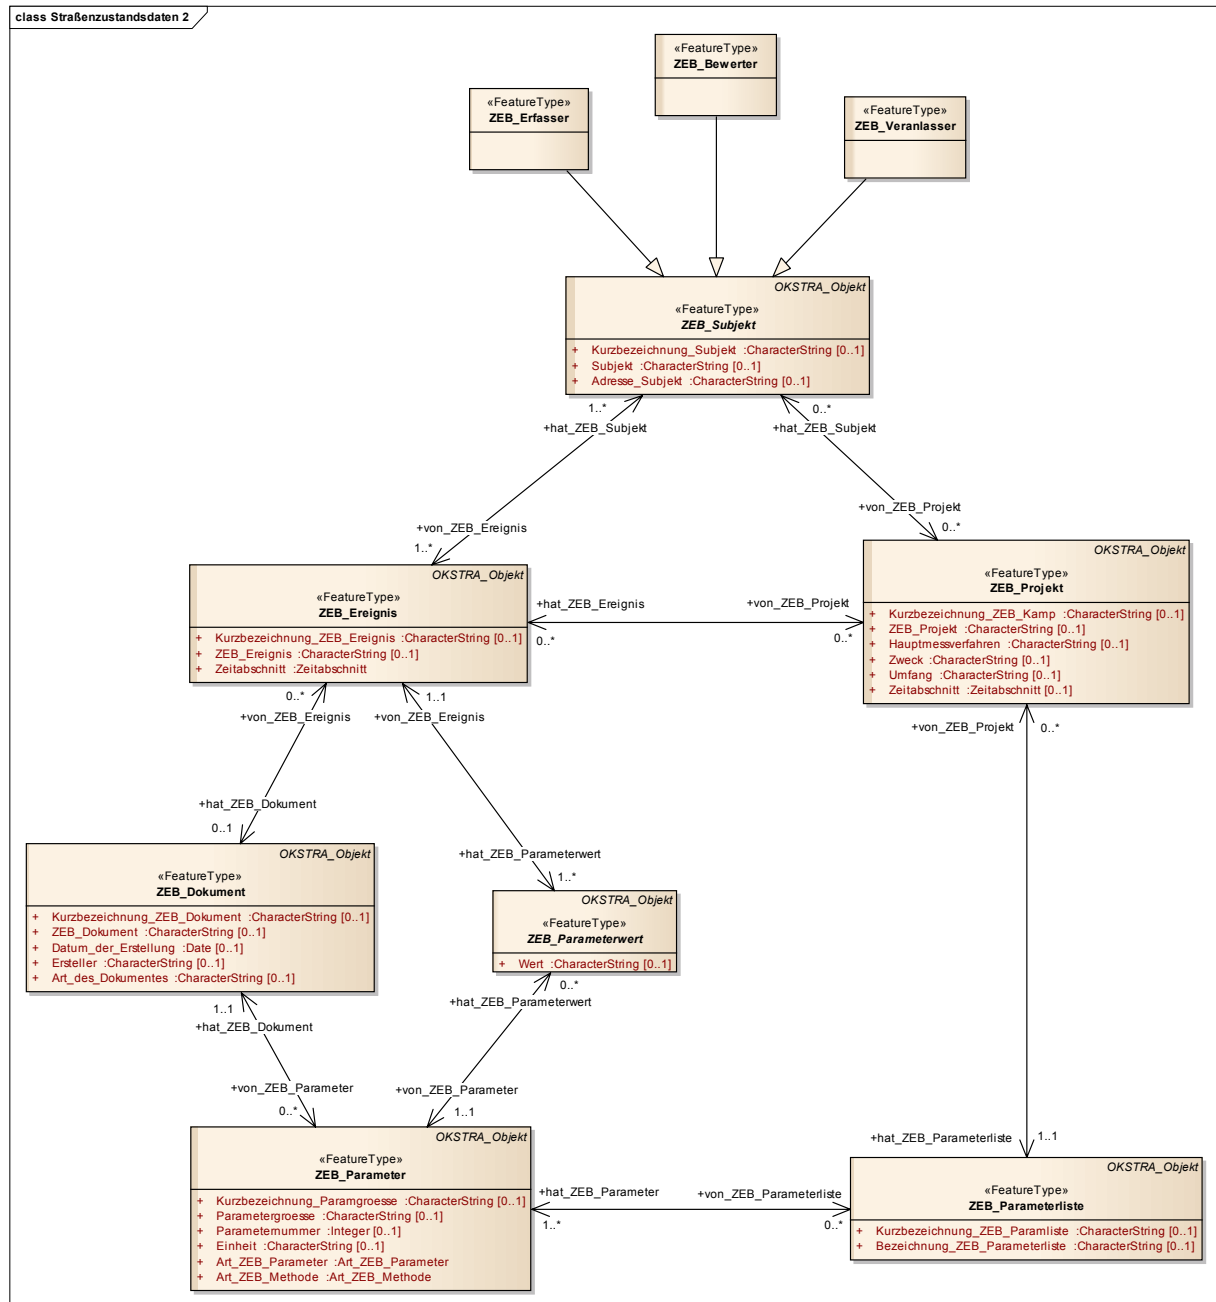 class Straßenzustandsdaten 2
«FeatureType»
ZEB_Bewerter
«FeatureType»
ZEB_Erfasser
«FeatureType»
ZEB_Veranlasser
OKSTRA_Objekt
«FeatureType»
ZEB_Subjekt
+ Kurzbezeichnung_Subjekt :CharacterString [0..1]
+ Subjekt :CharacterString [0..1]
+ Adresse_Subjekt :CharacterString [0..1]
1..*
+hat_ZEB_Subjekt
0..*
+hat_ZEB_Subjekt
+von_ZEB_Ereignis
1..*
+von_ZEB_Projekt
0..*
OKSTRA_Objekt
«FeatureType»
ZEB_Ereignis
+ Kurzbezeichnung_ZEB_Ereignis :CharacterString [0..1]
+ ZEB_Ereignis :CharacterString [0..1]
+ Zeitabschnitt :Zeitabschnitt
+hat_ZEB_Ereignis
0..*
+von_ZEB_Projekt
0..*
OKSTRA_Objekt
«FeatureType»
ZEB_Projekt
+ Kurzbezeichnung_ZEB_Kamp :CharacterString [0..1]
+ ZEB_Projekt :CharacterString [0..1]
+ Hauptmessverfahren :CharacterString [0..1]
+ Zweck :CharacterString [0..1]
+ Umfang :CharacterString [0..1]
+ Zeitabschnitt :Zeitabschnitt [0..1]
0..*
+von_ZEB_Ereignis
1..1
+von_ZEB_Ereignis
+von_ZEB_Projekt
0..*
+hat_ZEB_Dokument
0..1
+hat_ZEB_Parameterwert
1..*
OKSTRA_Objekt
«FeatureType»
ZEB_Dokument
+ Kurzbezeichnung_ZEB_Dokument :CharacterString [0..1]
+ ZEB_Dokument :CharacterString [0..1]
+ Datum_der_Erstellung :Date [0..1]
+ Ersteller :CharacterString [0..1]
+ Art_des_Dokumentes :CharacterString [0..1]
OKSTRA_Objekt
«FeatureType»
ZEB_Parameterwert
+ Wert :CharacterString [0..1]
1..1
+hat_ZEB_Dokument
0..*
+hat_ZEB_Parameterwert
+von_ZEB_Parameter
0..*
+von_ZEB_Parameter
1..1
+hat_ZEB_Parameterliste
1..1
OKSTRA_Objekt
«FeatureType»
ZEB_Parameter
+ Kurzbezeichnung_Paramgroesse :CharacterString [0..1]
+ Parametergroesse :CharacterString [0..1]
+ Parameternummer :Integer [0..1]
+ Einheit :CharacterString [0..1]
+ Art_ZEB_Parameter :Art_ZEB_Parameter
+ Art_ZEB_Methode :Art_ZEB_Methode
+hat_ZEB_Parameter
1..*
+von_ZEB_Parameterliste
0..*
OKSTRA_Objekt
«FeatureType»
ZEB_Parameterliste
+ Kurzbezeichnung_ZEB_Paramliste :CharacterString [0..1]
+ Bezeichnung_ZEB_Parameterliste :CharacterString [0..1]